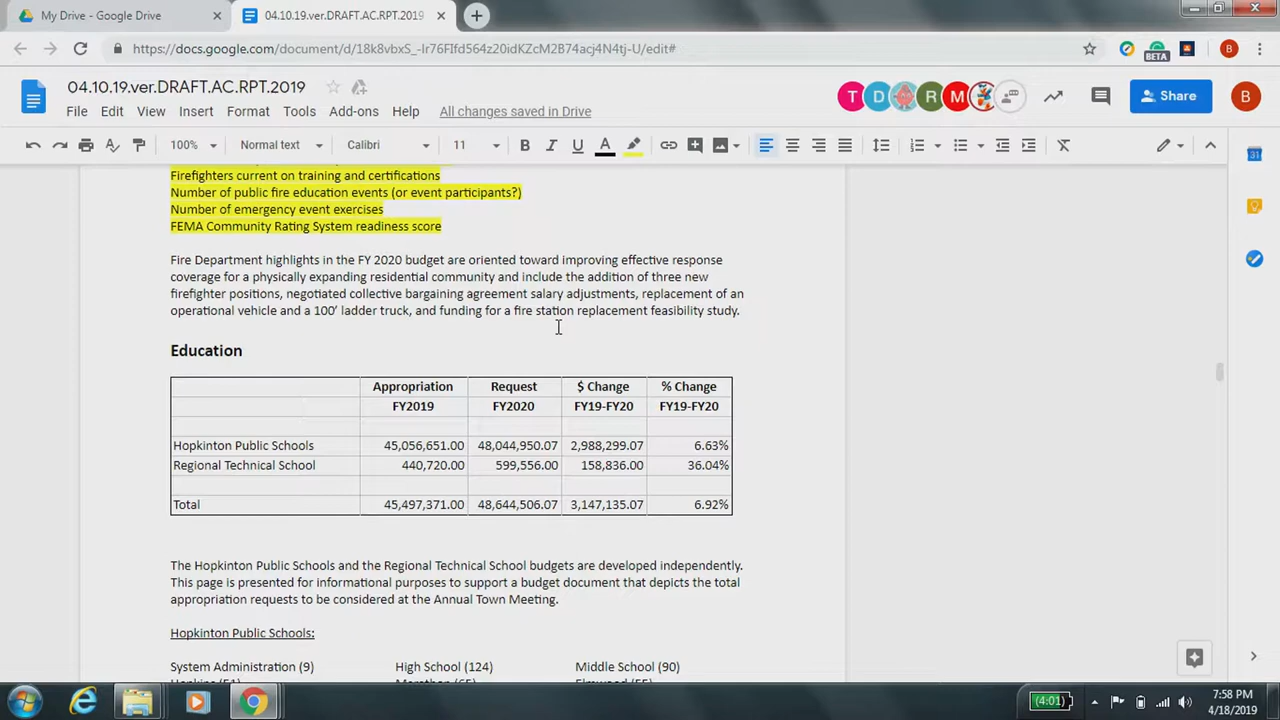 My Drive - Google Drive
04.10.19.ver.DRAFT.AC.RPT.2019
https://docs.google.com/document/d/18k8vbxS_-Ir76FIfd564z20idKZcM2B74acj4N4tj-U/edit#
BETA
B
04.10.19.ver.DRAFT.AC.RPT.2019
File Edit View Insert Format Tools Add-ons Help All changes saved in Drive
T D R M Share B
100% Normal text Calibri 11 B I U A
31
Firefighters current on training and certifications
Number of public fire education events (or event participants?)
Number of emergency event exercises
FEMA Community Rating System readiness score
Fire Department highlights in the FY 2020 budget are oriented toward improving effective response
coverage for a physically expanding residential community and include the addition of three new
firefighter positions, negotiated collective bargaining agreement salary adjustments, replacement of an
operational vehicle and a 100' ladder truck, and funding for a fire station replacement feasibility study.
Education
Appropriation Request $ Change % Change
FY2019 FY2020 FY19-FY20 FY19-FY20
Hopkinton Public Schools 45,056,651.00 48,044,950.07 2,988,299.07 6.63%
Regional Technical School 440,720.00 599,556.00 158,836.00 36.04%
Total 45,497,371.00 48,644,506.07 3,147,135.07 6.92%
The Hopkinton Public Schools and the Regional Technical School budgets are developed independently.
This page is presented for informational purposes to support a budget document that depicts the total
appropriation requests to be considered at the Annual Town Meeting.
Hopkinton Public Schools:
System Administration (9) High School (124) Middle School (90)
(4:01) 7:58 PM
4/18/2019